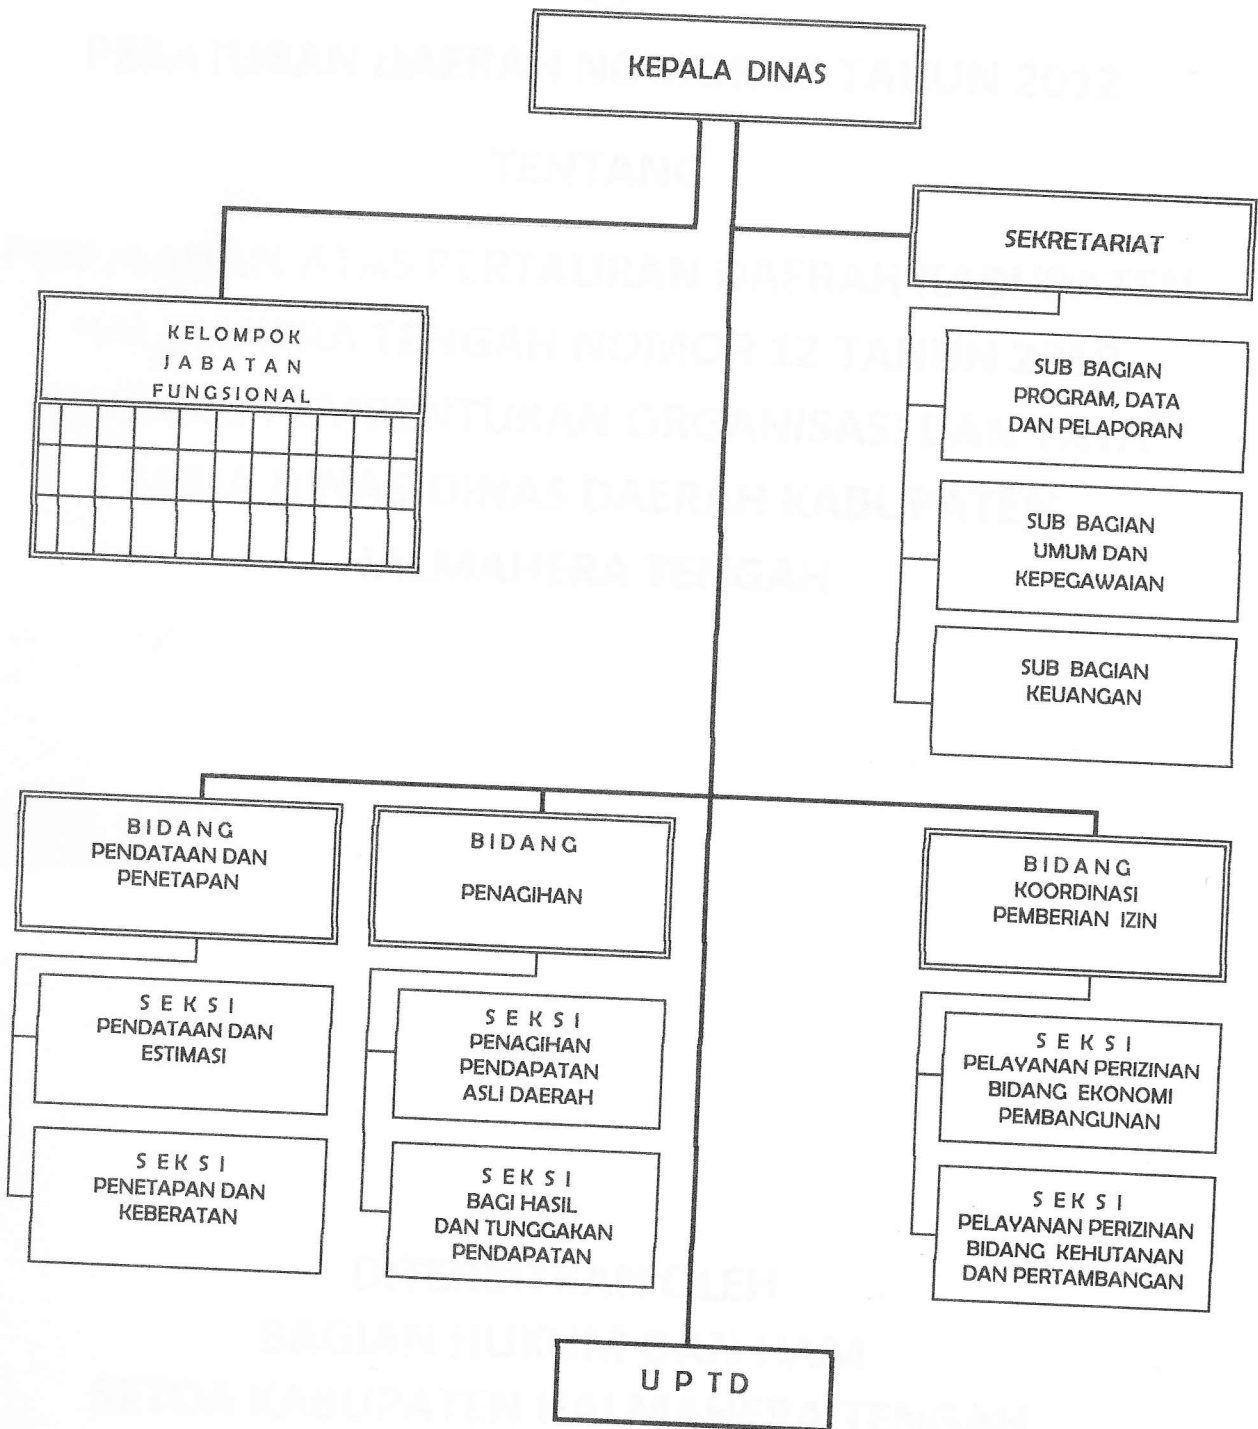 KEPALA DINAS
SEKRETARIAT
KELOMPOK
JABATAN
FUNGSIONAL
SUB BAGIAN
PROGRAM, DATA
DAN PELAPORAN
SUB BAGIAN
UMUM DAN
KEPEGAWAIAN
SUB BAGIAN
KEUANGAN
BIDANG
PENDATAAN DAN
PENETAPAN
BIDANG
PENAGIHAN
BIDANG
KOORDINASI
PEMBERIAN IZIN
SEKSI
PENDATAAN DAN
ESTIMASI
SEKSI
PENETAPAN DAN
KEBERATAN
SEKSI
PENAGIHAN
PENDAPATAN
ASLI DAERAH
SEKSI
BAGI HASIL
DAN TUNGGAKAN
PENDAPATAN
SEKSI
PELAYANAN PERIZINAN
BIDANG EKONOMI
PEMBANGUNAN
SEKSI
PELAYANAN PERIZINAN
BIDANG KEHUTANAN
DAN PERTAMBANGAN
UPTD